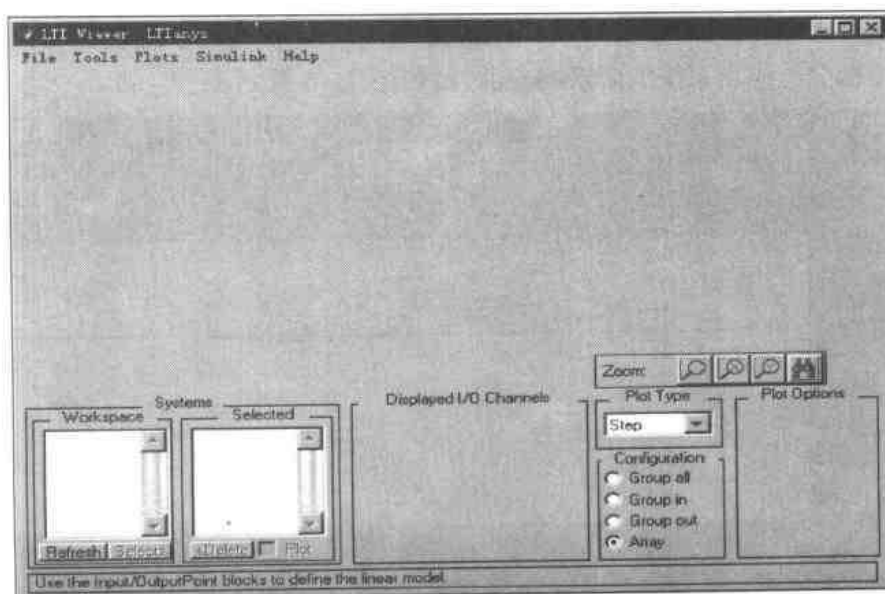 LTI Viewer LTIanys
File Tools Plots Simulink Help
Zoom:
Systems
Workspace
Selected
Displayed I/O Channels
Plot Type
Plot Options
Step
Configuration
Group all
Group in
Group out
Array
Refresh
<Delete
Plot
Use the Input/OutputPoint blocks to define the linear model.